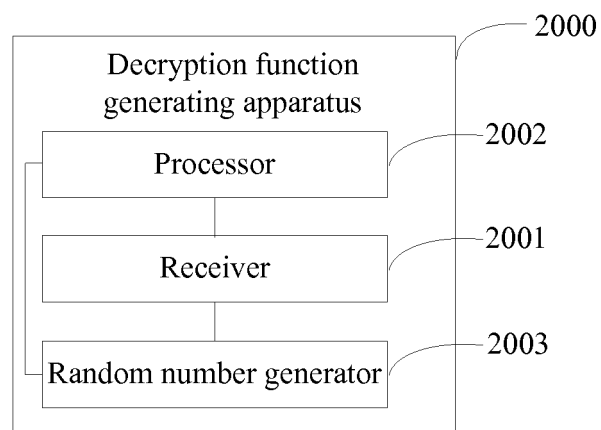 2000
Decryption function
generating apparatus
2002
Processor
2001
Receiver
2003
Random number generator